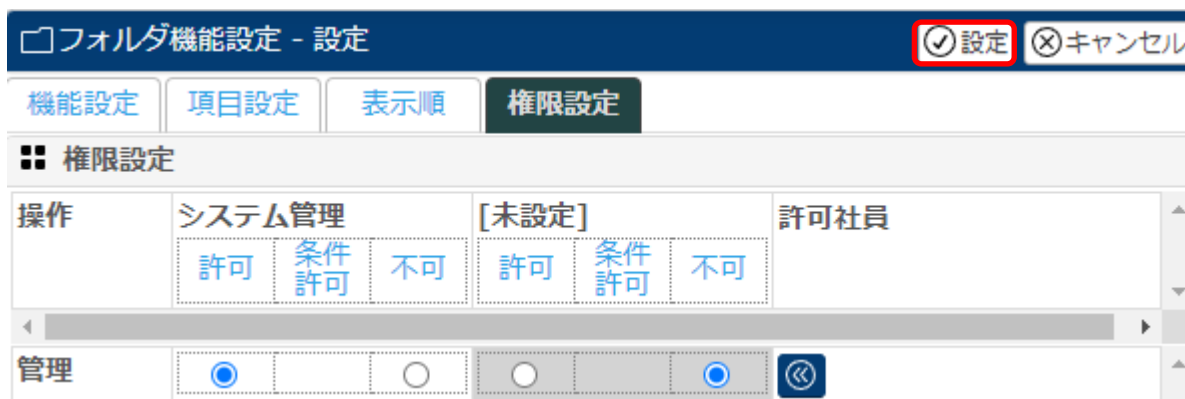 フォルダ機能設定 - 設定 設定 キャンセル
機能設定 項目設定 表示順 権限設定
権限設定
操作 システム管理 [未設定] 許可社員
許可 条件許可 不可 許可 条件許可 不可
管理